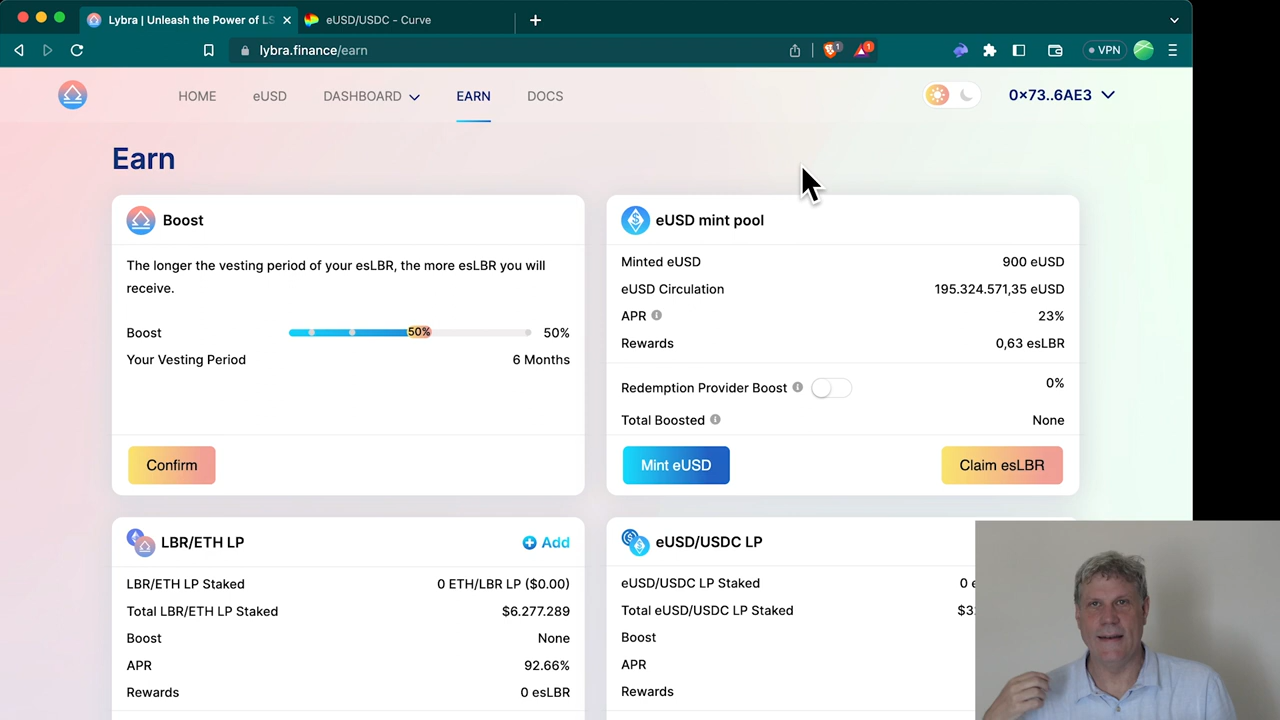 Lybra | Unleash the Power of LS
eUSD/USDC - Curve
lybra.finance/earn
1
1
VPN
HOME
eUSD
DASHBOARD
EARN
DOCS
0×73..6AE3
Earn
Boost
The longer the vesting period of your esLBR, the more esLBR you will
receive.
Boost
50%
50%
Your Vesting Period
6 Months
Confirm
eUSD mint pool
Minted eUSD
900 eUSD
eUSD Circulation
195.324.571,35 eUSD
APR
23%
Rewards
0,63 esLBR
Redemption Provider Boost
0%
Total Boosted
None
Mint eUSD
Claim esLBR
LBR/ETH LP
Add
LBR/ETH LP Staked
0 ETH/LBR LP ($0.00)
Total LBR/ETH LP Staked
$6.277.289
Boost
None
APR
92.66%
Rewards
0 esLBR
eUSD/USDC LP
eUSD/USDC LP Staked
0
Total eUSD/USDC LP Staked
Boost
APR
Rewards